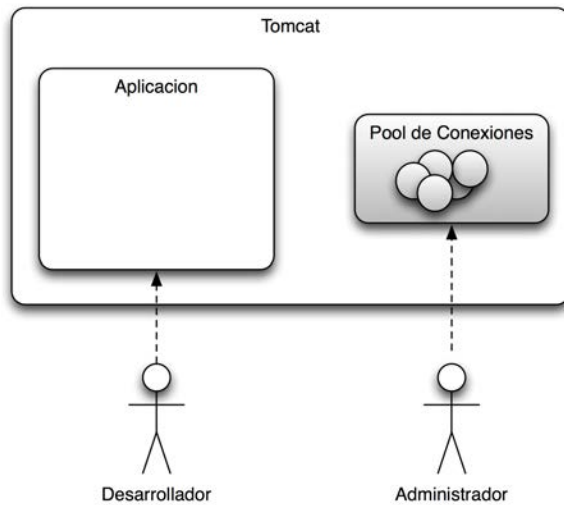 Tomcat
Aplicacion
Pool de Conexiones
Desarrollador
Administrador